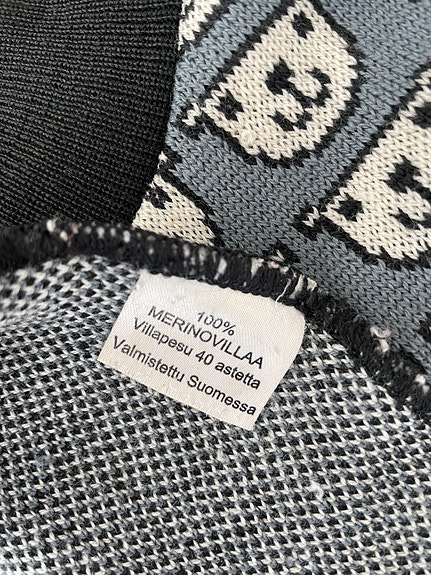 100%
MERINOVILLAA
Villapesu 40 astetta
Valmistettu Suomessa